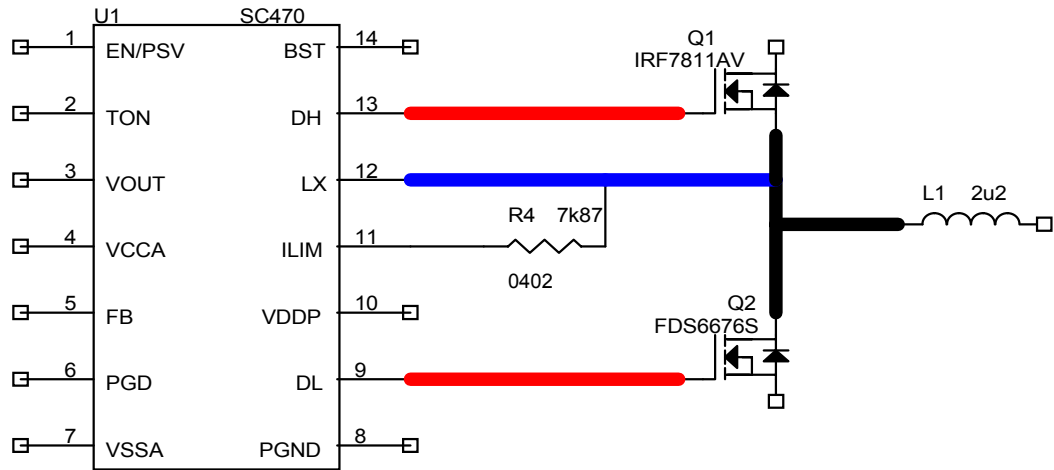 U1 SC470
1 EN/PSV BST 14
2 TON DH 13
3 VOUT LX 12
4 VCCA ILIM 11
5 FB VDDP 10
6 PGD DL 9
7 VSSA PGND 8
Q1
IRF7811AV
R4 7k87
0402
L1 2u2
Q2
FDS6676S